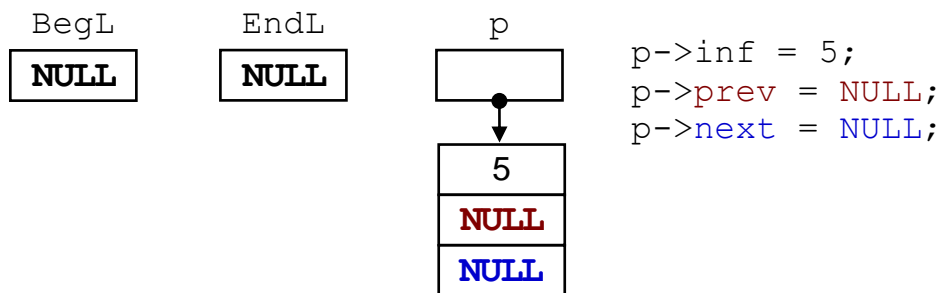 BegL EndL p
NULL NULL
p->inf = 5;
p->prev = NULL;
p->next = NULL;
5
NULL
NULL